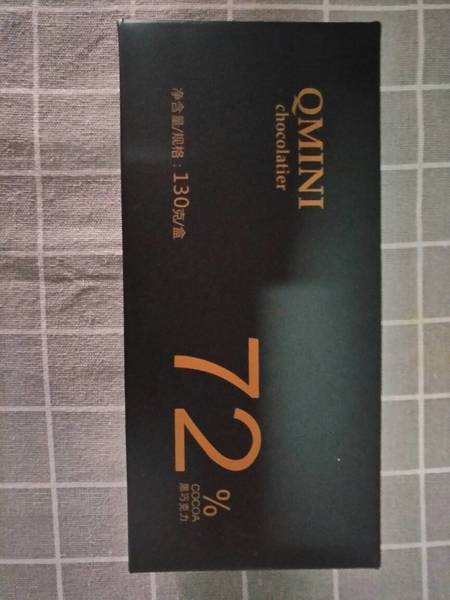 QMINI
chocolatier
净含量/规格：130克/盒
72%
COCOA
黑巧克力